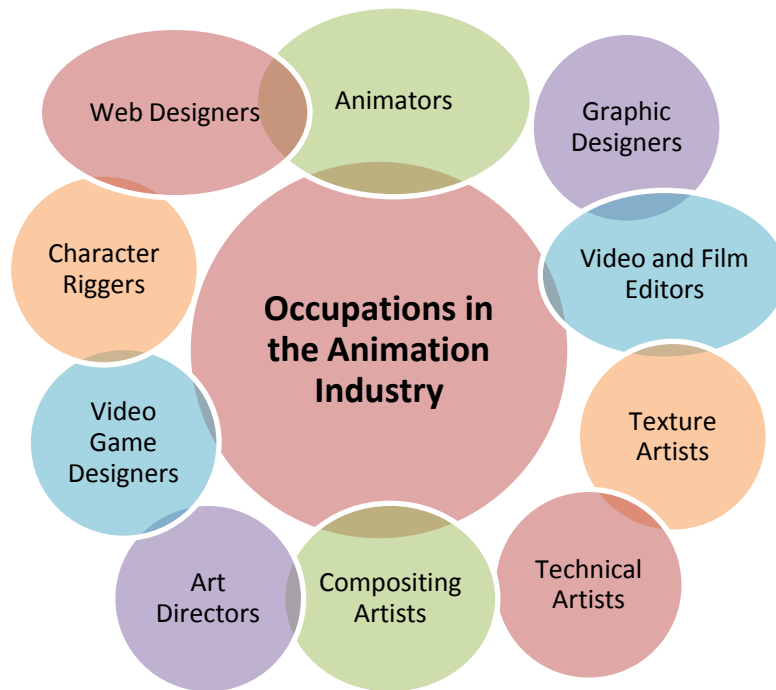 Animators
Graphic
Designers
Video and Film
Editors
Texture
Artists
Technical
Artists
Compositing
Artists
Art
Directors
Video
Game
Designers
Character
Riggers
Web Designers
Occupations in
the Animation
Industry